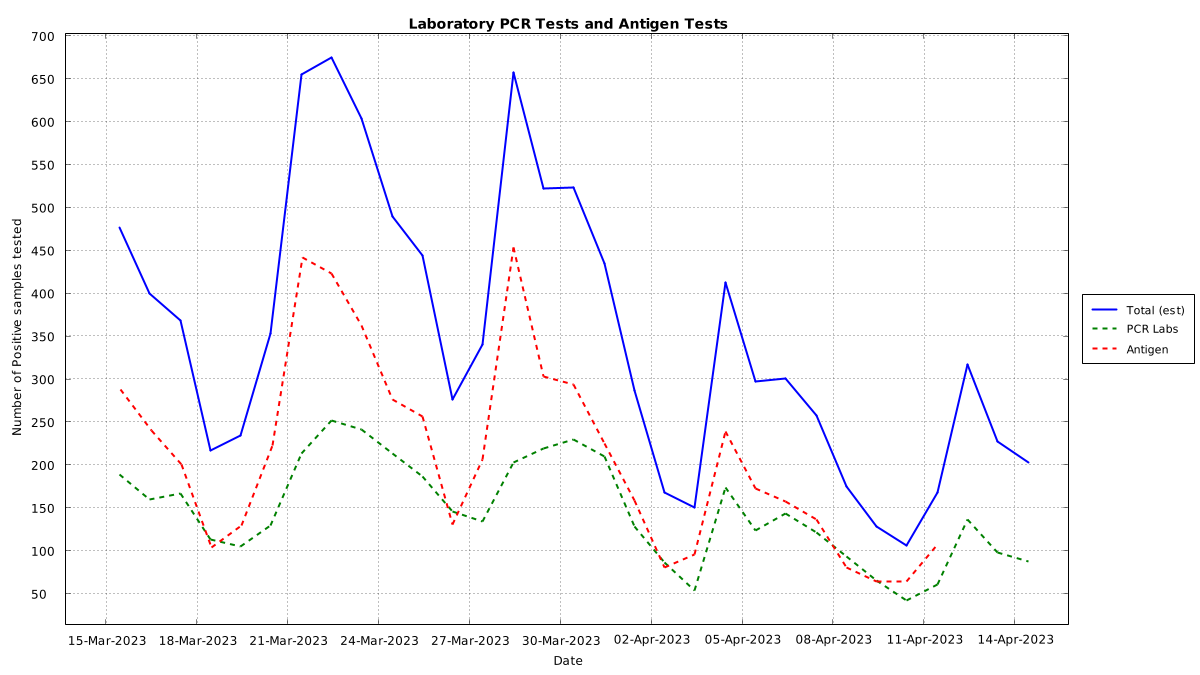 Laboratory PCR Tests and Antigen Tests
700
650
600
550
500
450
400
350
300
250
200
150
100
50
Number of Positive samples tested
15-Mar-2023 18-Mar-2023 21-Mar-2023 24-Mar-2023 27-Mar-2023 30-Mar-2023 02-Apr-2023 05-Apr-2023 08-Apr-2023 11-Apr-2023 14-Apr-2023
Date
Total (est)
PCR Labs
Antigen